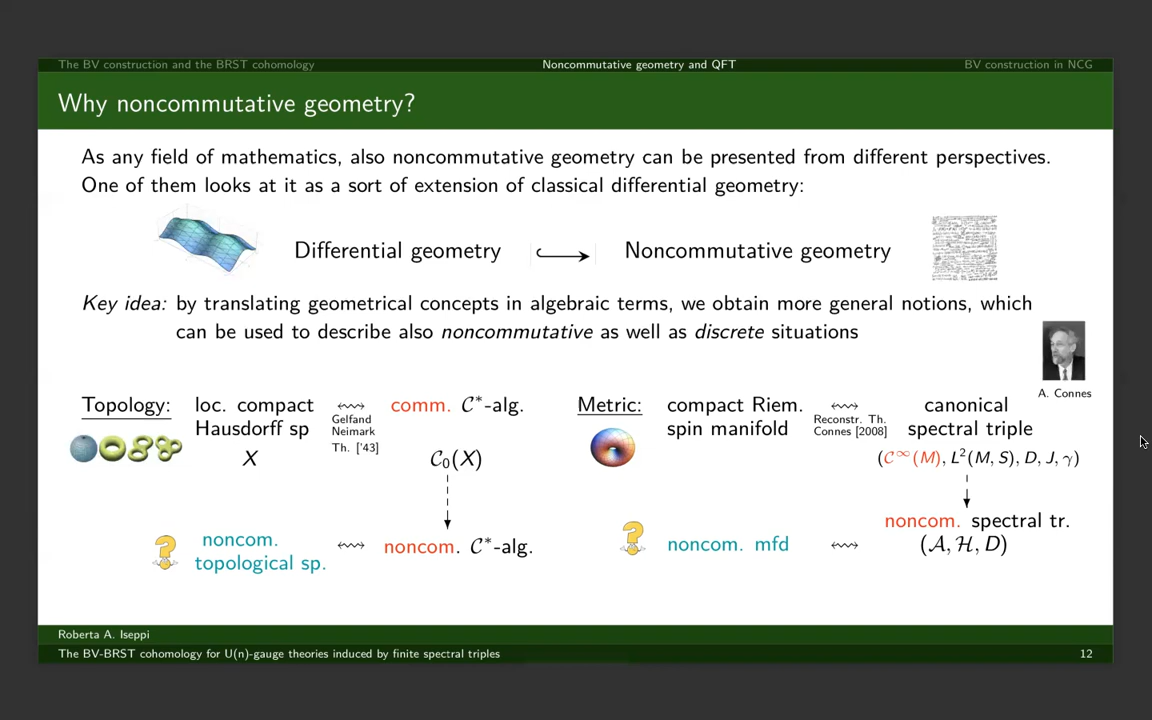 The BV construction and the BRST cohomology Noncommutative geometry and QFT BV construction in NCG
Why noncommutative geometry?
As any field of mathematics, also noncommutative geometry can be presented from different perspectives.
One of them looks at it as a sort of extension of classical differential geometry:
Differential geometry ↪ Noncommutative geometry
Key idea: by translating geometrical concepts in algebraic terms, we obtain more general notions, which
can be used to describe also noncommutative as well as discrete situations
A. Connes
Topology: loc. compact ↭ comm. C*-alg.
Hausdorff sp
Gelfand
Neimark
Th. ['43]
X C₀(X)
noncom.
topological sp.
↭ noncom. C*-alg.
Metric: compact Riem. ↭ canonical
spin manifold spectral triple
Reconstr. Th.
Connes [2008]
(C^∞(M), L²(M, S), D, J, γ)
noncom. spectral tr.
noncom. mfd ↭ (A, H, D)
Roberta A. Iseppi
The BV-BRST cohomology for U(n)-gauge theories induced by finite spectral triples 12